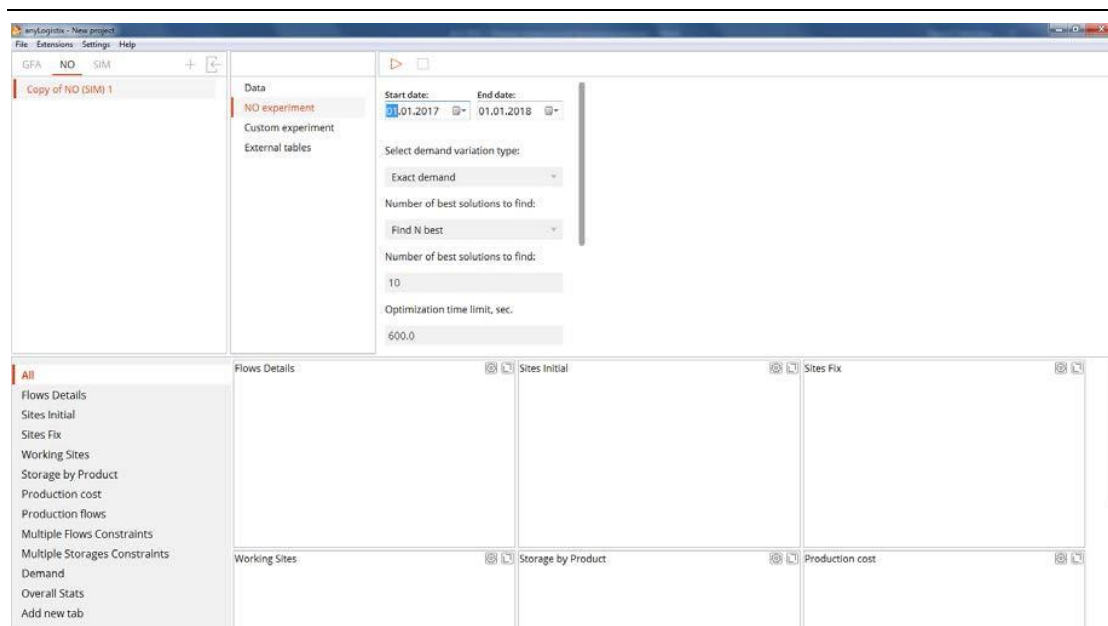 anyLogistix - New project
File Extensions Settings Help
GFA NO SIM
Copy of NO (SIM) 1
Data
NO experiment
Custom experiment
External tables
Start date: End date:
01.01.2017 01.01.2018
Select demand variation type:
Exact demand
Number of best solutions to find:
Find N best
Number of best solutions to find:
10
Optimization time limit, sec.
600.0
All
Flows Details
Sites Initial
Sites Fix
Working Sites
Storage by Product
Production cost
Production flows
Multiple Flows Constraints
Multiple Storages Constraints
Demand
Overall Stats
Add new tab
Flows Details Sites Initial Sites Fix
Working Sites Storage by Product Production cost